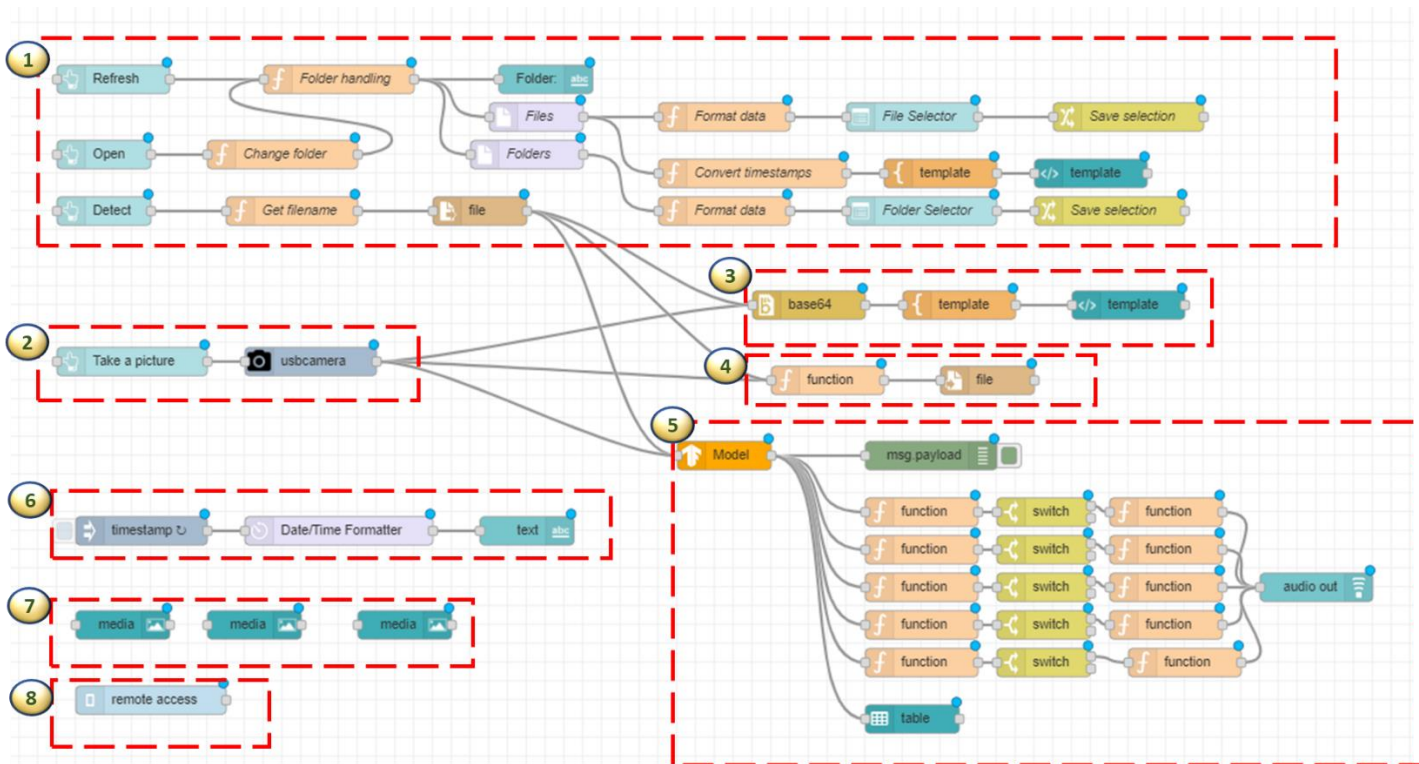 1
Refresh
Folder handling
Folder:
abc
Files
Format data
File Selector
Save selection
Open
Change folder
Folders
Convert timestamps
template
template
Detect
Get filename
file
Format data
Folder Selector
Save selection
3
base64
template
template
2
Take a picture
usbcamera
4
function
file
5
Model
msg.payload
6
timestamp ↻
Date/Time Formatter
text
abc
function
switch
function
function
switch
function
function
switch
function
audio out
7
media
media
media
function
switch
function
function
switch
function
8
remote access
table